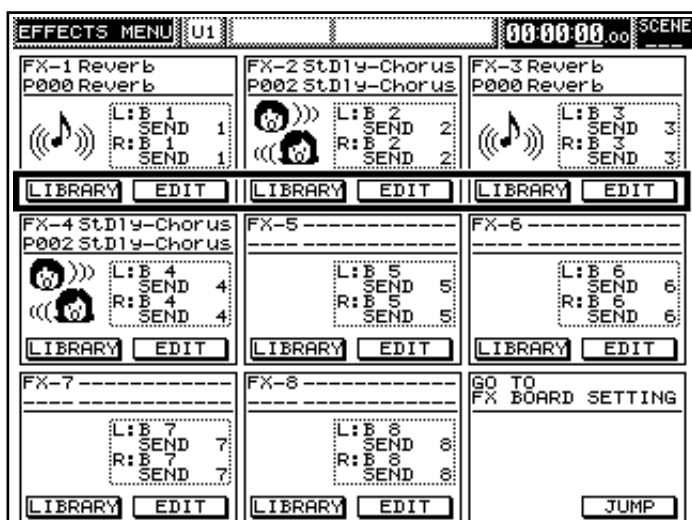 EFFECTS MENU U1 00:00:00.00 SCENE
---
FX-1 Reverb
P000 Reverb
L:B 1
SEND 1
R:B 1
SEND 1
LIBRARY EDIT
FX-2 StDly-Chorus
P002 StDly-Chorus
L:B 2
SEND 2
R:B 2
SEND 2
LIBRARY EDIT
FX-3 Reverb
P000 Reverb
L:B 3
SEND 3
R:B 3
SEND 3
LIBRARY EDIT
FX-4 StDly-Chorus
P002 StDly-Chorus
L:B 4
SEND 4
R:B 4
SEND 4
LIBRARY EDIT
FX-5 ------------
---- ------------
L:B 5
SEND 5
R:B 5
SEND 5
LIBRARY EDIT
FX-6 ------------
---- ------------
L:B 6
SEND 6
R:B 6
SEND 6
LIBRARY EDIT
FX-7 ------------
---- ------------
L:B 7
SEND 7
R:B 7
SEND 7
LIBRARY EDIT
FX-8 ------------
---- ------------
L:B 8
SEND 8
R:B 8
SEND 8
LIBRARY EDIT
GO TO
FX BOARD SETTING
JUMP